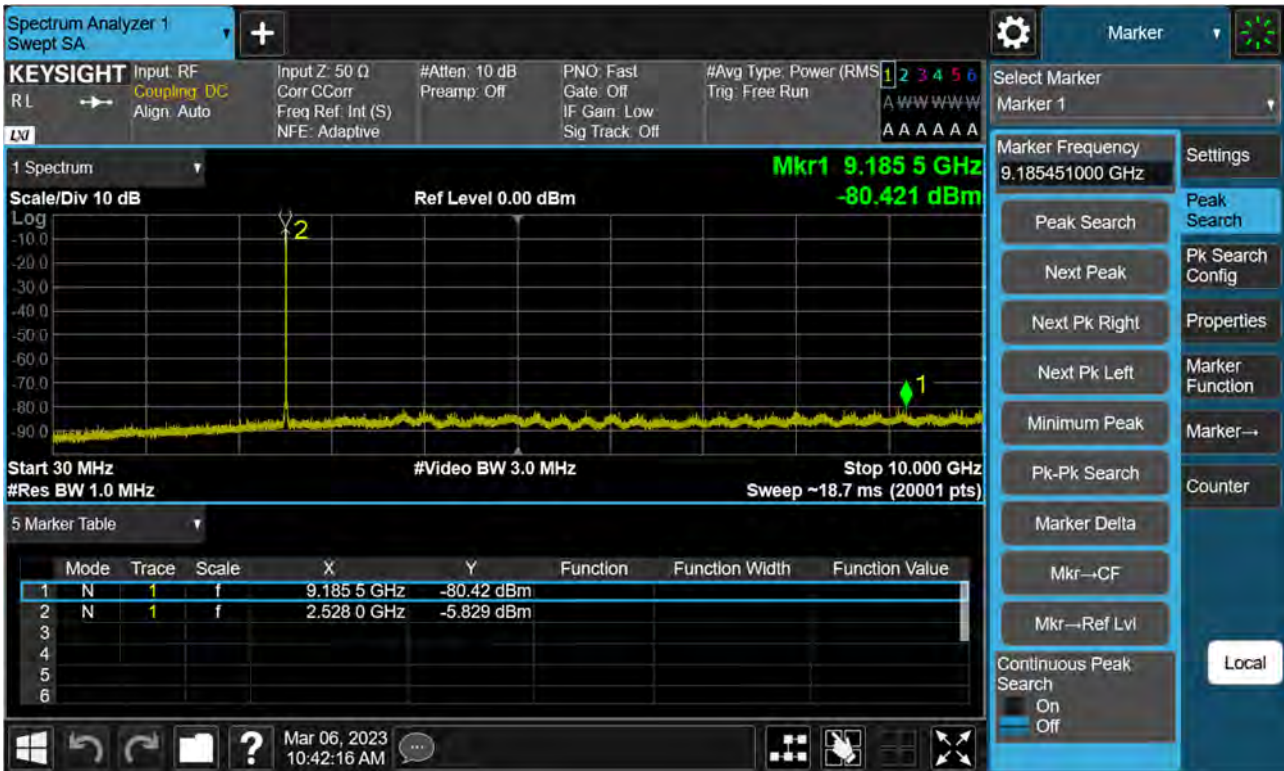 Spectrum Analyzer 1
Swept SA
+
Marker
KEYSIGHT
R L
LXI
Input: RF
Coupling: DC
Align: Auto
Input Z: 50 Ω
Corr CCorr
Freq Ref: Int (S)
NFE: Adaptive
#Atten: 10 dB
Preamp: Off
PNO: Fast
Gate: Off
IF Gain: Low
Sig Track: Off
#Avg Type: Power (RMS
Trig: Free Run
1 2 3 4 5 6
A W W W W W
A A A A A A
Select Marker
Marker 1
1 Spectrum
Mkr1 9.185 5 GHz
-80.421 dBm
Scale/Div 10 dB
Ref Level 0.00 dBm
Log
-10.0
-20.0
-30.0
-40.0
-50.0
-60.0
-70.0
-80.0
-90.0
2
1
Start 30 MHz
#Video BW 3.0 MHz
Stop 10.000 GHz
#Res BW 1.0 MHz
Sweep ~18.7 ms (20001 pts)
5 Marker Table
Mode Trace Scale X Y Function Function Width Function Value
1 N 1 f 9.185 5 GHz -80.42 dBm
2 N 1 f 2.528 0 GHz -5.829 dBm
3
4
5
6
Marker Frequency
9.185451000 GHz
Peak Search
Next Peak
Next Pk Right
Next Pk Left
Minimum Peak
Pk-Pk Search
Marker Delta
Mkr→CF
Mkr→Ref Lvl
Continuous Peak
Search
On
Off
Settings
Peak
Search
Pk Search
Config
Properties
Marker
Function
Marker→
Counter
Local
?
Mar 06, 2023
10:42:16 AM